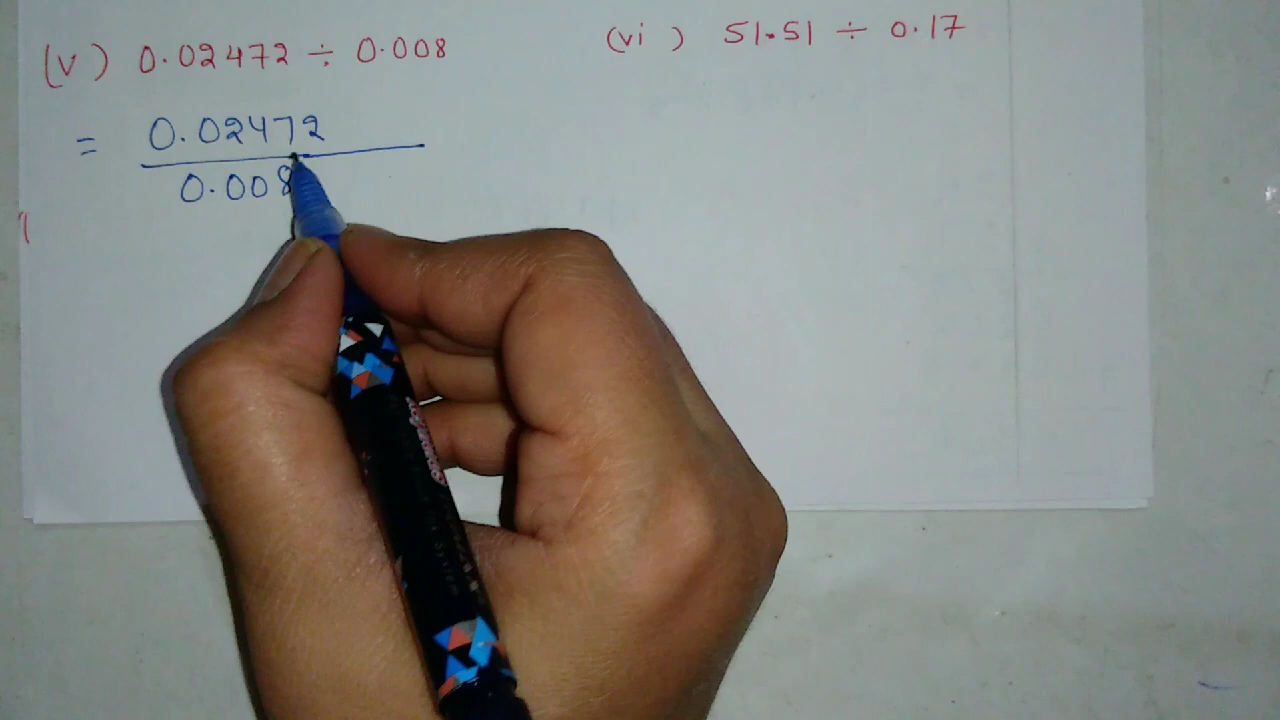 (v) 0.02472 ÷ 0.008
(vi) 51.51 ÷ 0.17
= 0.02472
0.008